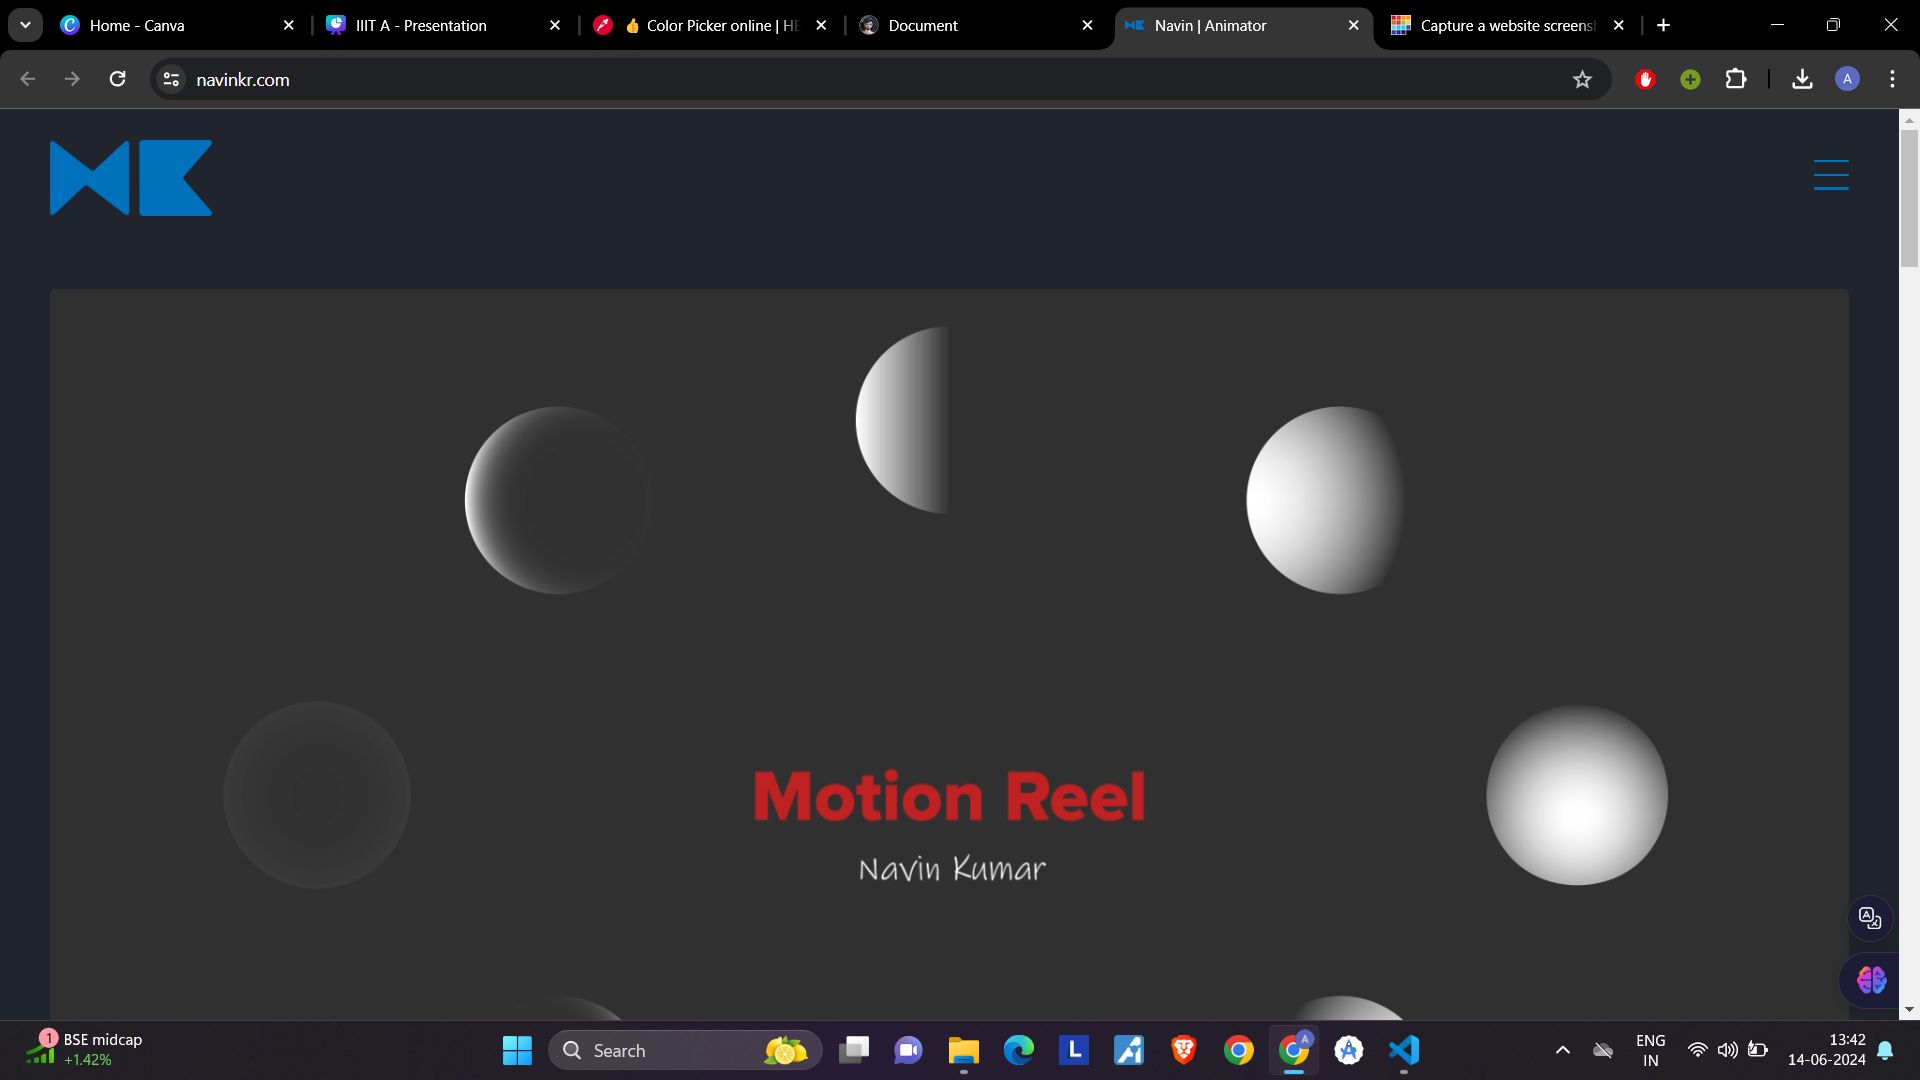 Home - Canva
IIIT A - Presentation
👍 Color Picker online | HE
Document
Navin | Animator
Capture a website screens
navinkr.com
A
Motion Reel
Navin Kumar
1
BSE midcap
+1.42%
Search
L
A
ENG
IN
13:42
14-06-2024